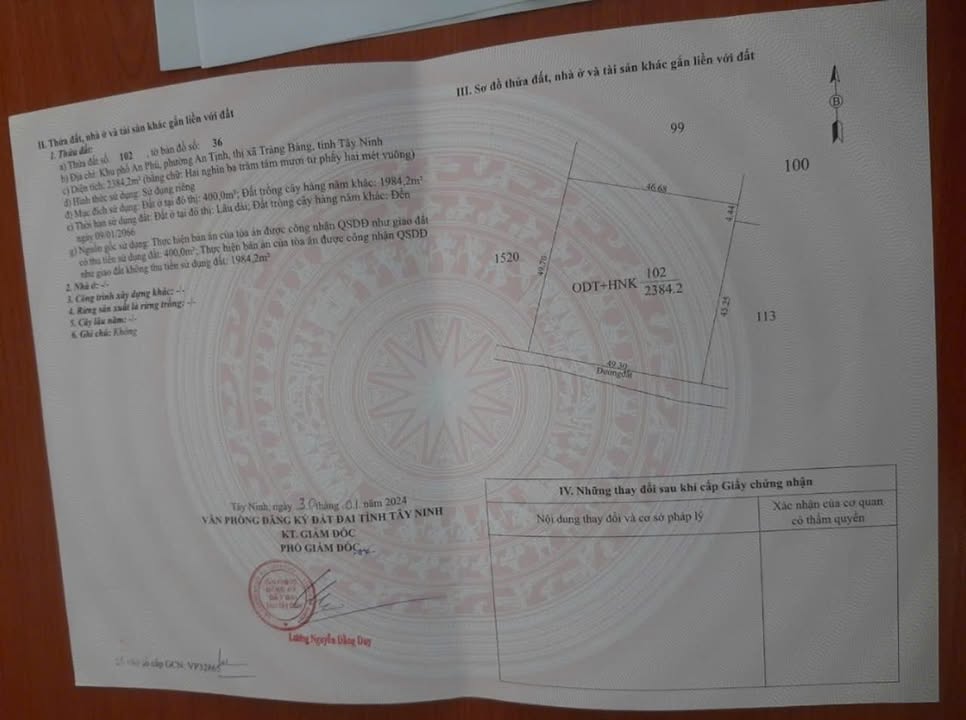 II. Thửa đất, nhà ở và tài sản khác gắn liền với đất
1. Thửa đất:
a) Thửa đất số: 102 , tờ bản đồ số: 36
b) Địa chỉ: Khu phố An Phú, phường An Tịnh, thị xã Trảng Bàng, tỉnh Tây Ninh
c) Diện tích: 2384,2m² (bằng chữ: Hai nghìn ba trăm tám mươi tư phẩy hai mét vuông)
d) Hình thức sử dụng: Sử dụng riêng
đ) Mục đích sử dụng: Đất ở tại đô thị: 400,0m²; Đất trồng cây hàng năm khác: 1984,2m²
e) Thời hạn sử dụng đất: Đất ở tại đô thị: Lâu dài; Đất trồng cây hàng năm khác: Đến
ngày 09/01/2066
g) Nguồn gốc sử dụng: Thực hiện bản án của tòa án được công nhận QSDĐ như giao đất
có thu tiền sử dụng đất: 400,0m²; Thực hiện bản án của tòa án được công nhận QSDĐ
như giao đất không thu tiền sử dụng đất: 1984,2m²
2. Nhà ở: -/-
3. Công trình xây dựng khác: -/-
4. Rừng sản xuất là rừng trồng: -/-
5. Cây lâu năm: -/-
6. Ghi chú: Không
Tây Ninh, ngày 30 tháng 01 năm 2024
VĂN PHÒNG ĐĂNG KÝ ĐẤT ĐAI TỈNH TÂY NINH
KT. GIÁM ĐỐC
PHÓ GIÁM ĐỐC
Lương Nguyễn Đăng Duy
số cấp GCN: VP3286
III. Sơ đồ thửa đất, nhà ở và tài sản khác gắn liền với đất
B
99
100
46.68
4.44
1520
49.70
ODT+HNK 102
2384.2
43.25
113
49.30
Đường đất
IV. Những thay đổi sau khi cấp Giấy chứng nhận
Nội dung thay đổi và cơ sở pháp lý
Xác nhận của cơ quan
có thẩm quyền